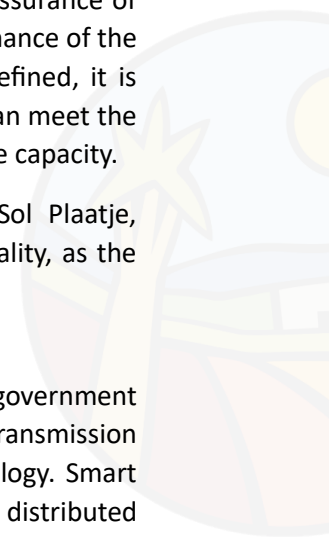 assurance of
nance of the
efined, it is
an meet the
e capacity.
Sol Plaatje,
ality, as the
government
ransmission
logy. Smart
distributed